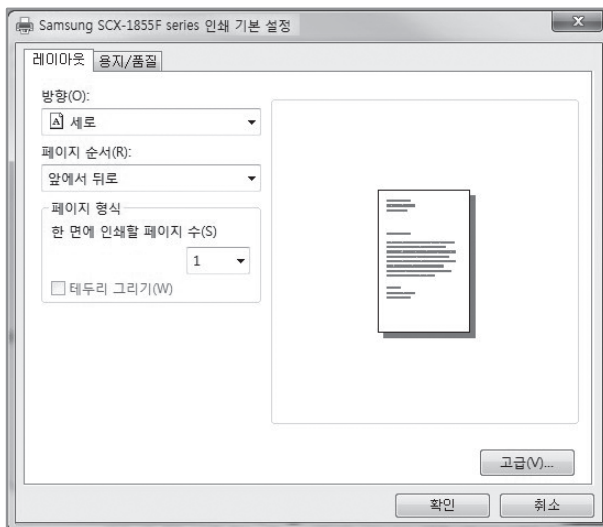 Samsung SCX-1855F series 인쇄 기본 설정
레이아웃 용지/품질
방향(O):
A 세로
페이지 순서(R):
앞에서 뒤로
페이지 형식
한 면에 인쇄할 페이지 수(S)
1
테두리 그리기(W)
고급(V)...
확인 취소